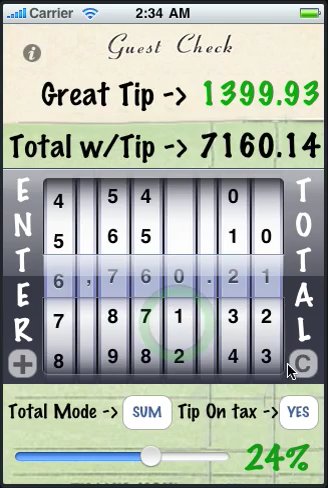 Carrier 2:34 AM
i Guest Check
Great Tip -> 1399.93
Total w/Tip -> 7160.14
ENTER
4 5 4 0
5 6 5 1 0
6 , 7 6 0 . 2 1
7 8 7 1 3 2
8 9 8 2 4 3
TOTAL
+ C
Total Mode -> SUM Tip On tax -> YES
24%